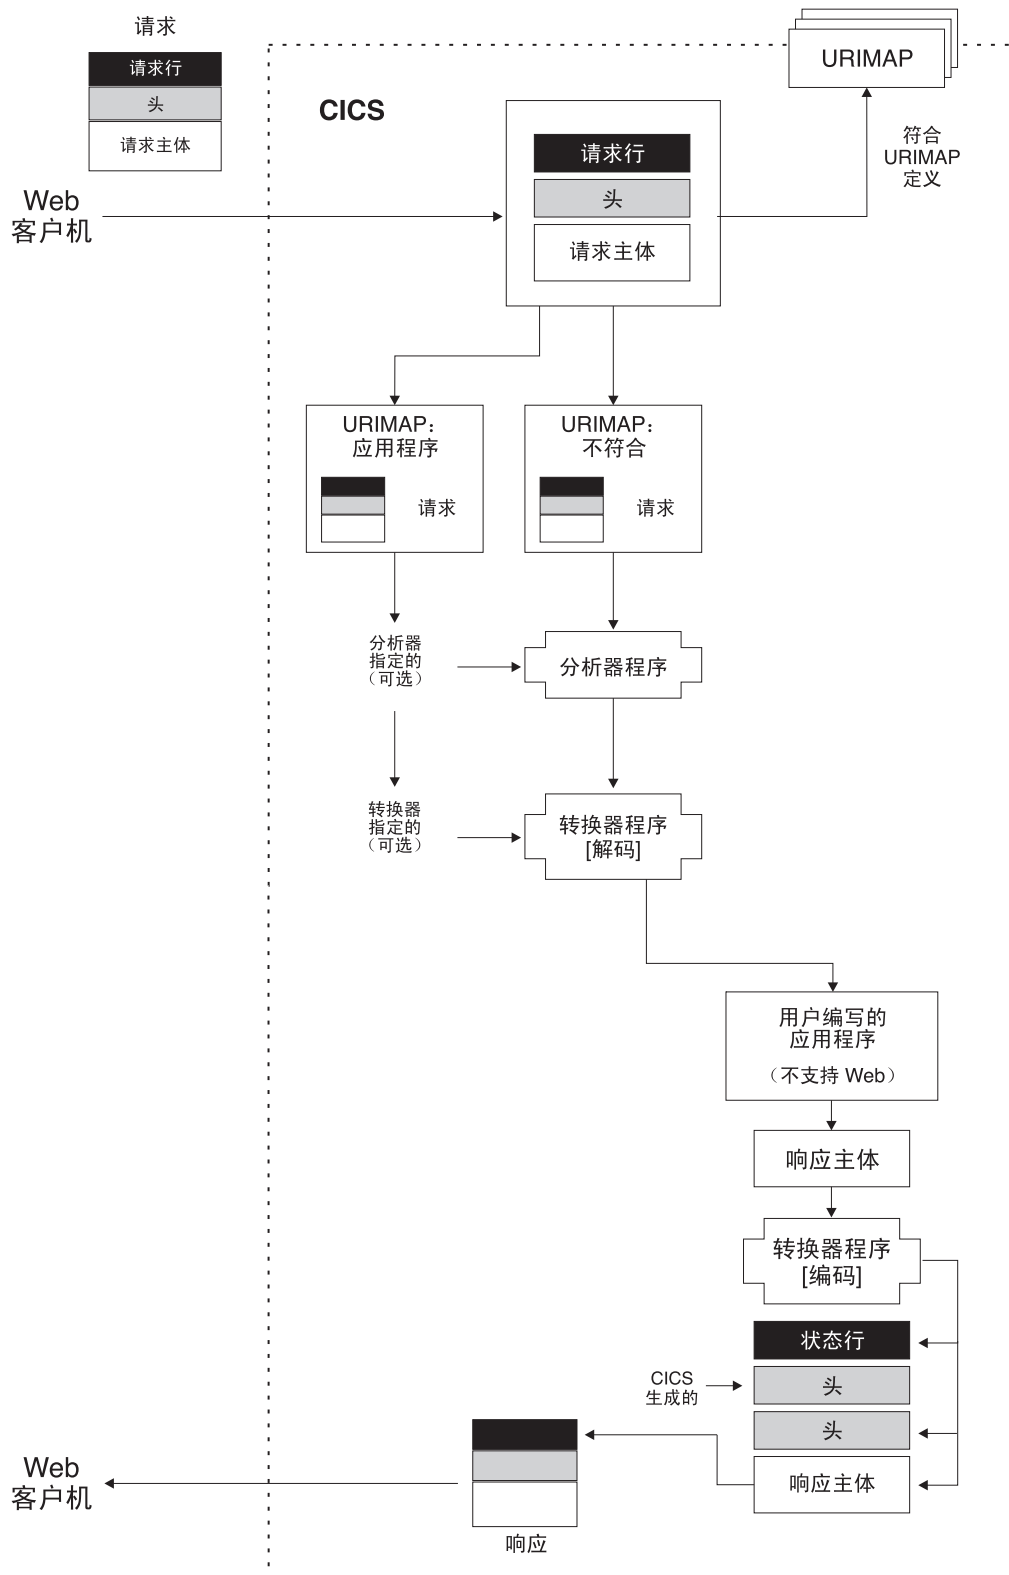 请求
请求行
头
请求主体
URIMAP
CICS
符合
URIMAP
定义
请求行
头
请求主体
Web
客户机
URIMAP：
应用程序
请求
URIMAP：
不符合
请求
分析器
指定的
（可选）
分析器程序
转换器
指定的
（可选）
转换器程序
[解码]
用户编写的
应用程序
（不支持 Web）
响应主体
转换器程序
[编码]
状态行
CICS
生成的
头
头
响应主体
Web
客户机
响应